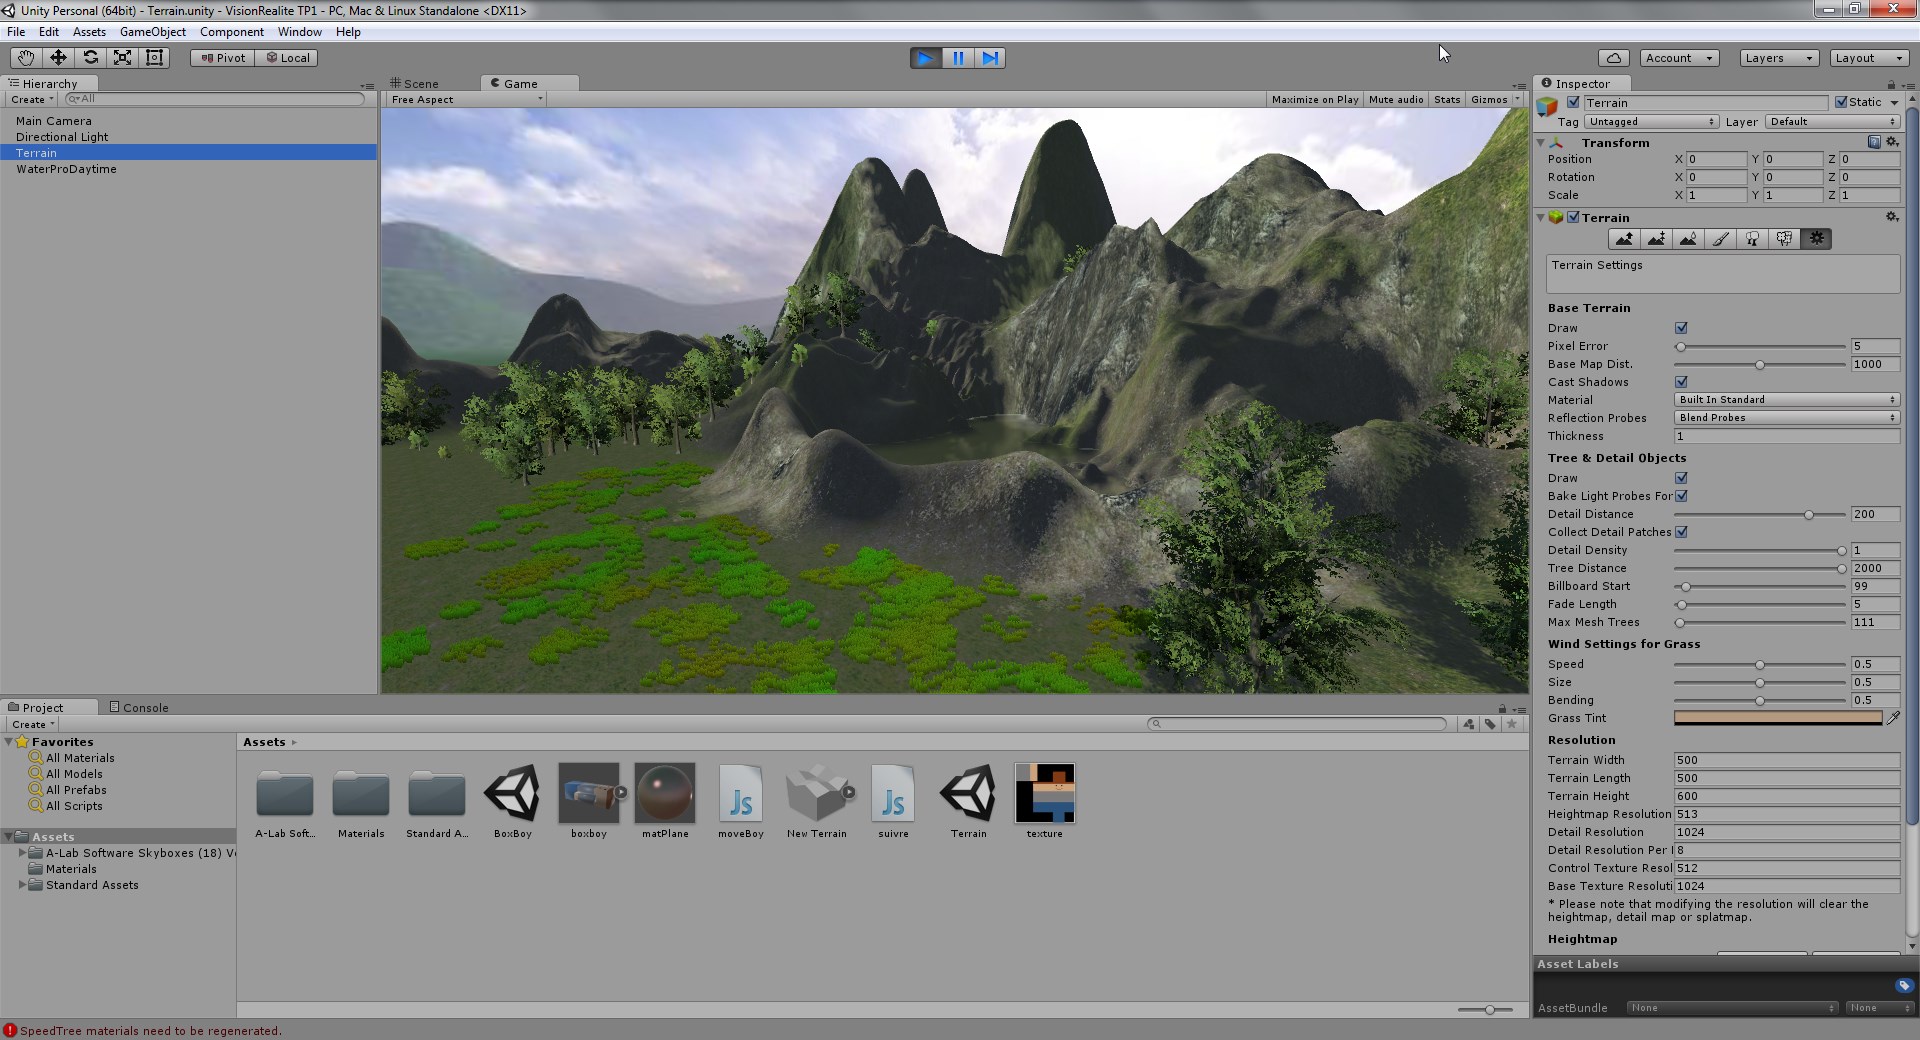 Unity Personal (64bit) - Terrain.unity - VisionRealite TP1 - PC, Mac & Linux Standalone <DX11>
File Edit Assets GameObject Component Window Help
Pivot Local Account Layers Layout
Hierarchy
Create All
Main Camera
Directional Light
Terrain
WaterProDaytime
Scene Game
Free Aspect Maximize on Play Mute audio Stats Gizmos
Inspector
Terrain Static
Tag Untagged Layer Default
Transform
Position X 0 Y 0 Z 0
Rotation X 0 Y 0 Z 0
Scale X 1 Y 1 Z 1
Terrain
Terrain Settings
Base Terrain
Draw
Pixel Error 5
Base Map Dist. 1000
Cast Shadows
Material Built In Standard
Reflection Probes Blend Probes
Thickness 1
Tree & Detail Objects
Draw
Bake Light Probes For
Detail Distance 200
Collect Detail Patches
Detail Density 1
Tree Distance 2000
Billboard Start 99
Fade Length 5
Max Mesh Trees 111
Wind Settings for Grass
Speed 0.5
Size 0.5
Bending 0.5
Grass Tint
Resolution
Terrain Width 500
Terrain Length 500
Terrain Height 600
Heightmap Resolution 513
Detail Resolution 1024
Detail Resolution Per 8
Control Texture Resol 512
Base Texture Resoluti 1024
* Please note that modifying the resolution will clear the
heightmap, detail map or splatmap.
Heightmap
Asset Labels
AssetBundle None None
Project Console
Create
Favorites
All Materials
All Models
All Prefabs
All Scripts
Assets
A-Lab Software Skyboxes (18) V
Materials
Standard Assets
Assets
A-Lab Soft... Materials Standard A... BoxBoy boxboy matPlane moveBoy New Terrain suivre Terrain texture
Js Js
SpeedTree materials need to be regenerated.